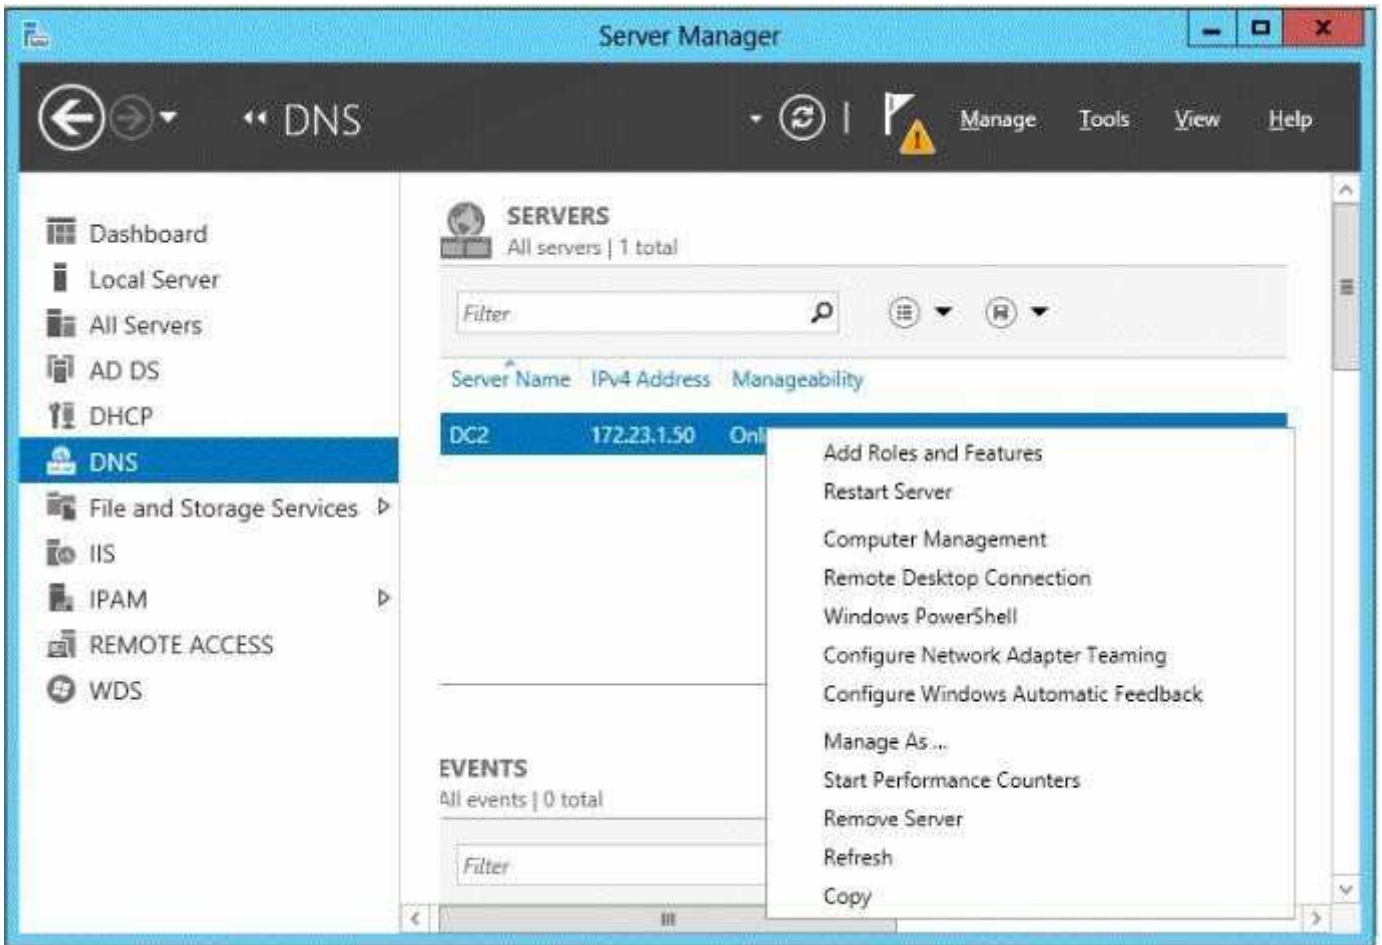 Server Manager
DNS
Manage Tools View Help
Dashboard
Local Server
All Servers
AD DS
DHCP
DNS
File and Storage Services
IIS
IPAM
REMOTE ACCESS
WDS
SERVERS
All servers | 1 total
Filter
Server Name IPv4 Address Manageability
DC2 172.23.1.50 Onli
Add Roles and Features
Restart Server
Computer Management
Remote Desktop Connection
Windows PowerShell
Configure Network Adapter Teaming
Configure Windows Automatic Feedback
Manage As ...
Start Performance Counters
Remove Server
Refresh
Copy
EVENTS
All events | 0 total
Filter